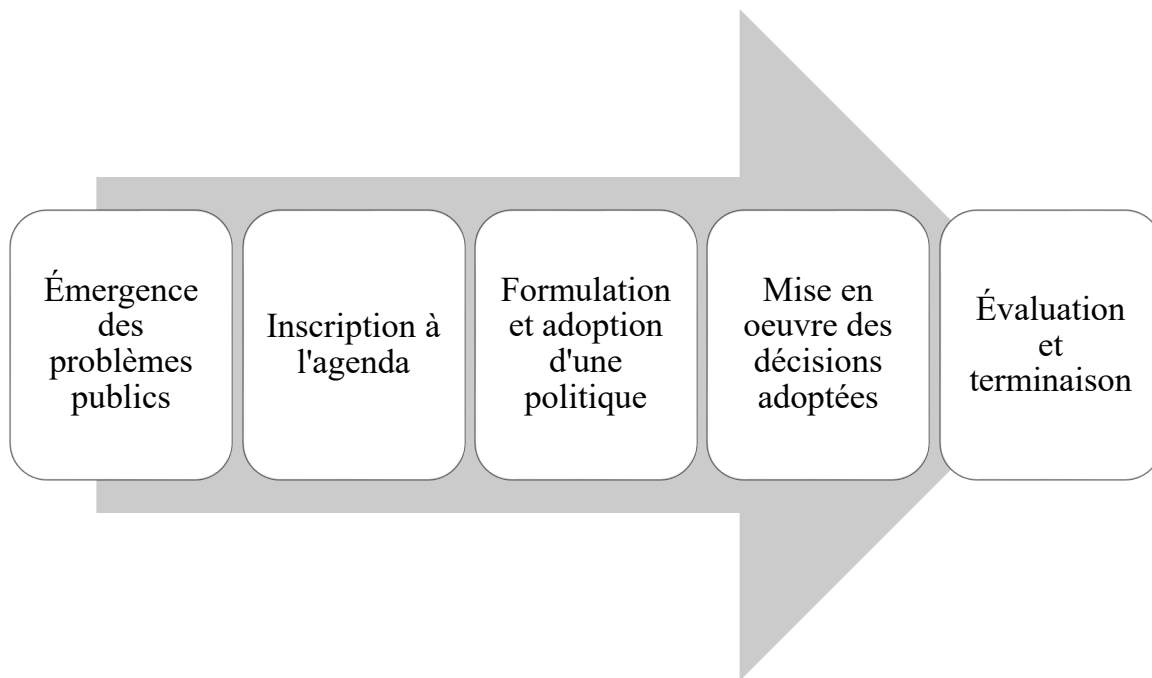 Émergence
des
problèmes
publics
Inscription à
l'agenda
Formulation
et adoption
d'une
politique
Mise en
oeuvre des
décisions
adoptées
Évaluation
et
terminaison